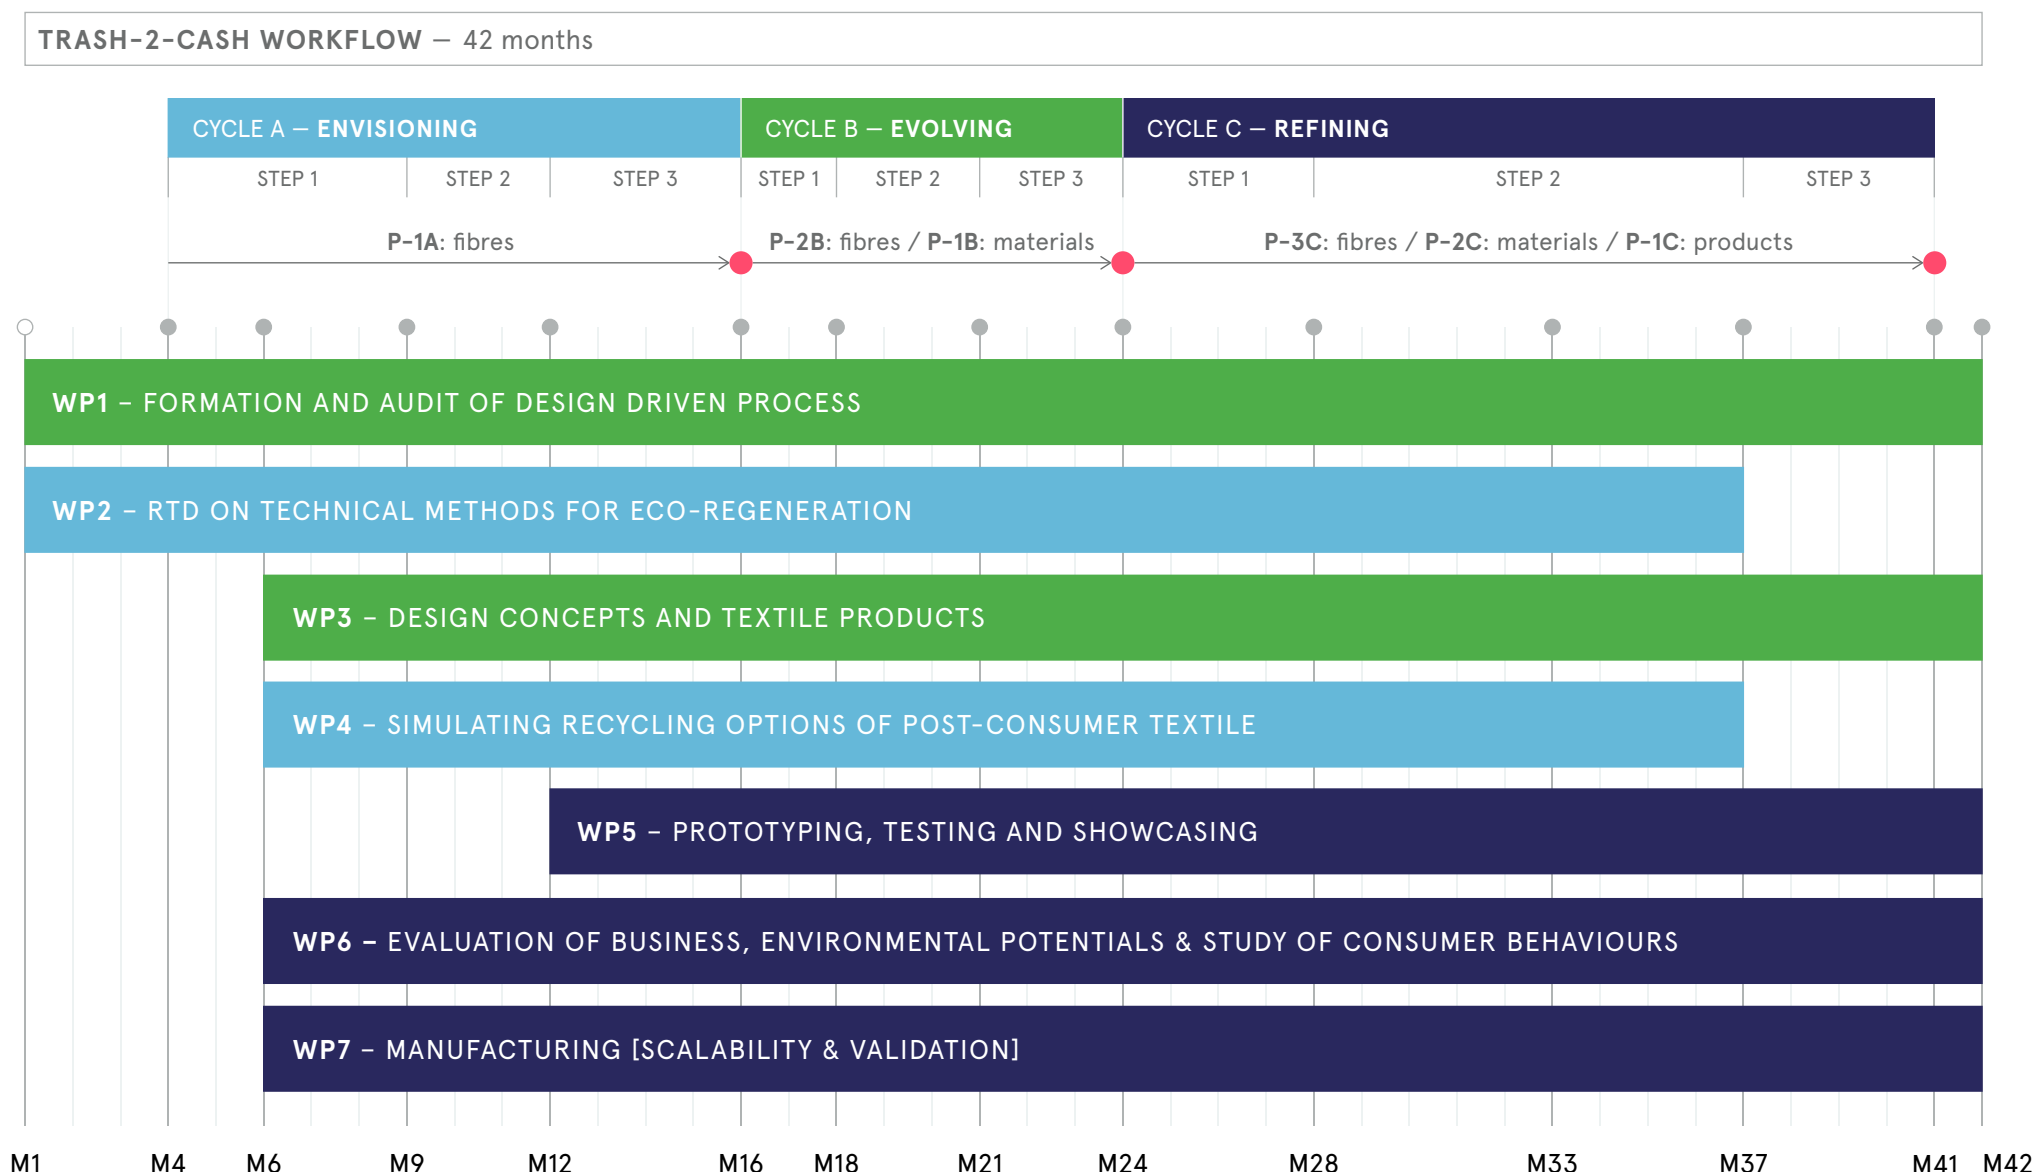 TRASH-2-CASH WORKFLOW – 42 months
CYCLE A – ENVISIONING
CYCLE B – EVOLVING
CYCLE C – REFINING
STEP 1
STEP 2
STEP 3
STEP 1
STEP 2
STEP 3
STEP 1
STEP 2
STEP 3
P-1A: fibres
P-2B: fibres / P-1B: materials
P-3C: fibres / P-2C: materials / P-1C: products
WP1 – FORMATION AND AUDIT OF DESIGN DRIVEN PROCESS
WP2 – RTD ON TECHNICAL METHODS FOR ECO-REGENERATION
WP3 – DESIGN CONCEPTS AND TEXTILE PRODUCTS
WP4 – SIMULATING RECYCLING OPTIONS OF POST-CONSUMER TEXTILE
WP5 – PROTOTYPING, TESTING AND SHOWCASING
WP6 – EVALUATION OF BUSINESS, ENVIRONMENTAL POTENTIALS & STUDY OF CONSUMER BEHAVIOURS
WP7 – MANUFACTURING [SCALABILITY & VALIDATION]
M1
M4
M6
M9
M12
M16
M18
M21
M24
M28
M33
M37
M41
M42